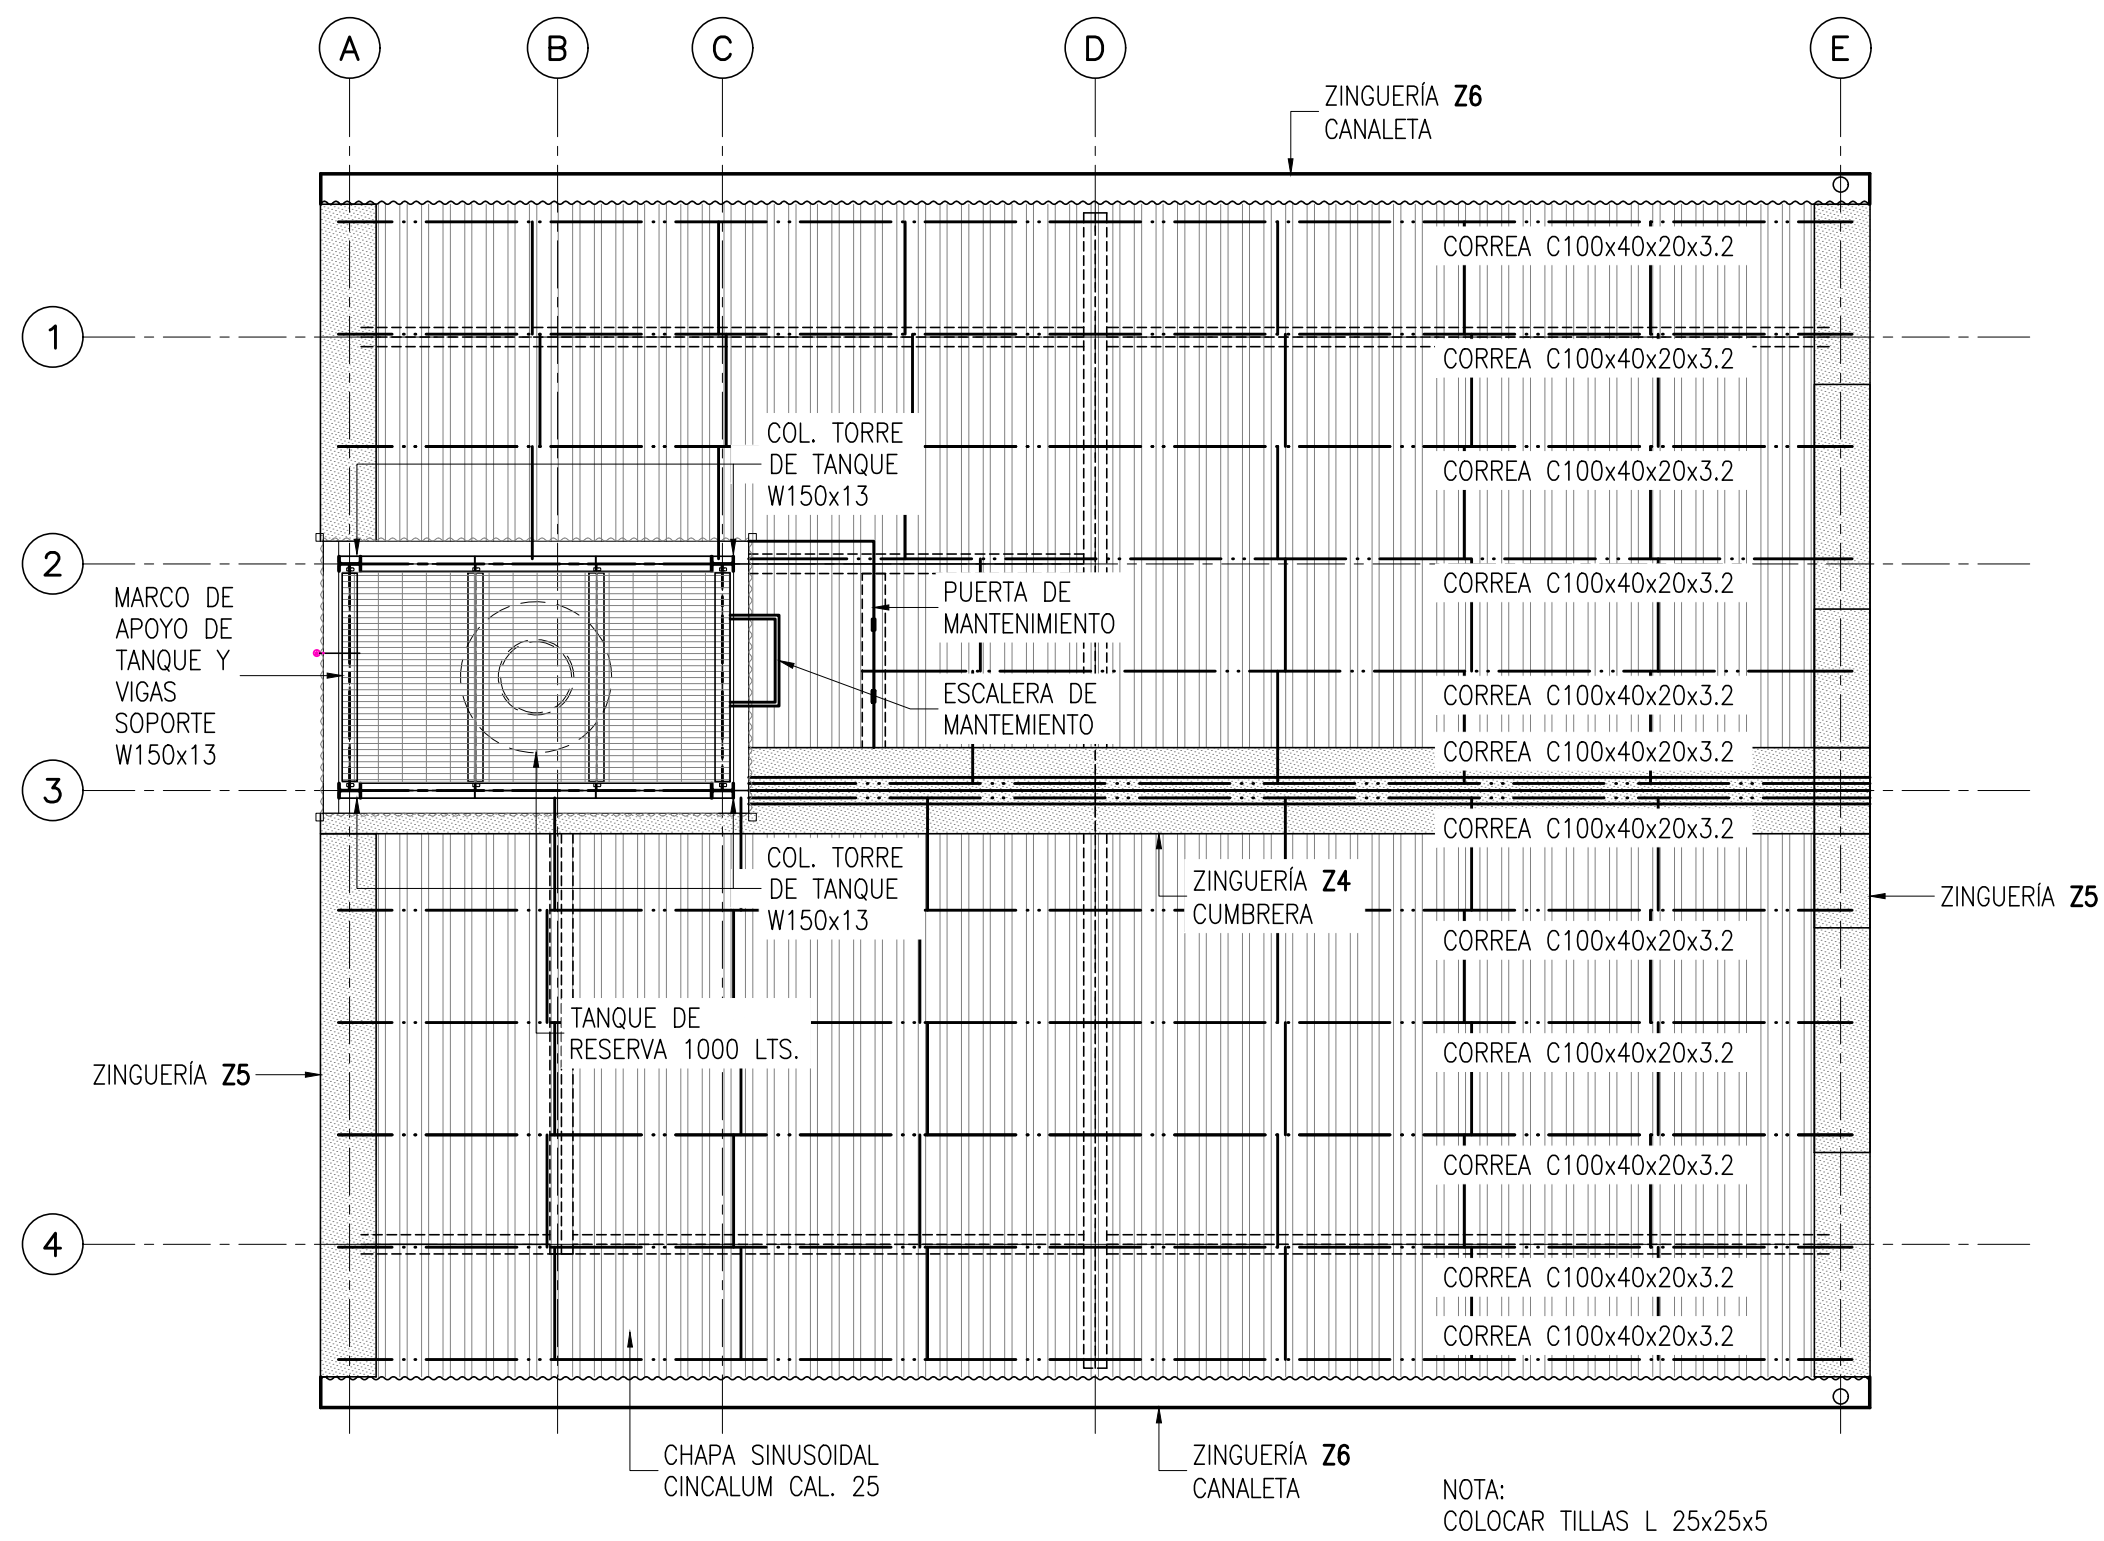 A
B
C
D
E
ZINGUERÍA Z6
CANALETA
CORREA C100x40x20x3.2
1
CORREA C100x40x20x3.2
COL. TORRE
DE TANQUE
W150x13
CORREA C100x40x20x3.2
2
CORREA C100x40x20x3.2
MARCO DE
APOYO DE
TANQUE Y
VIGAS
SOPORTE
W150x13
PUERTA DE
MANTENIMIENTO
ESCALERA DE
MANTEMIENTO
CORREA C100x40x20x3.2
CORREA C100x40x20x3.2
3
CORREA C100x40x20x3.2
COL. TORRE
DE TANQUE
W150x13
ZINGUERÍA Z4
CUMBRERA
ZINGUERÍA Z5
CORREA C100x40x20x3.2
TANQUE DE
RESERVA 1000 LTS.
CORREA C100x40x20x3.2
ZINGUERÍA Z5
CORREA C100x40x20x3.2
4
CORREA C100x40x20x3.2
CORREA C100x40x20x3.2
CHAPA SINUSOIDAL
CINCALUM CAL. 25
ZINGUERÍA Z6
CANALETA
NOTA:
COLOCAR TILLAS L 25x25x5